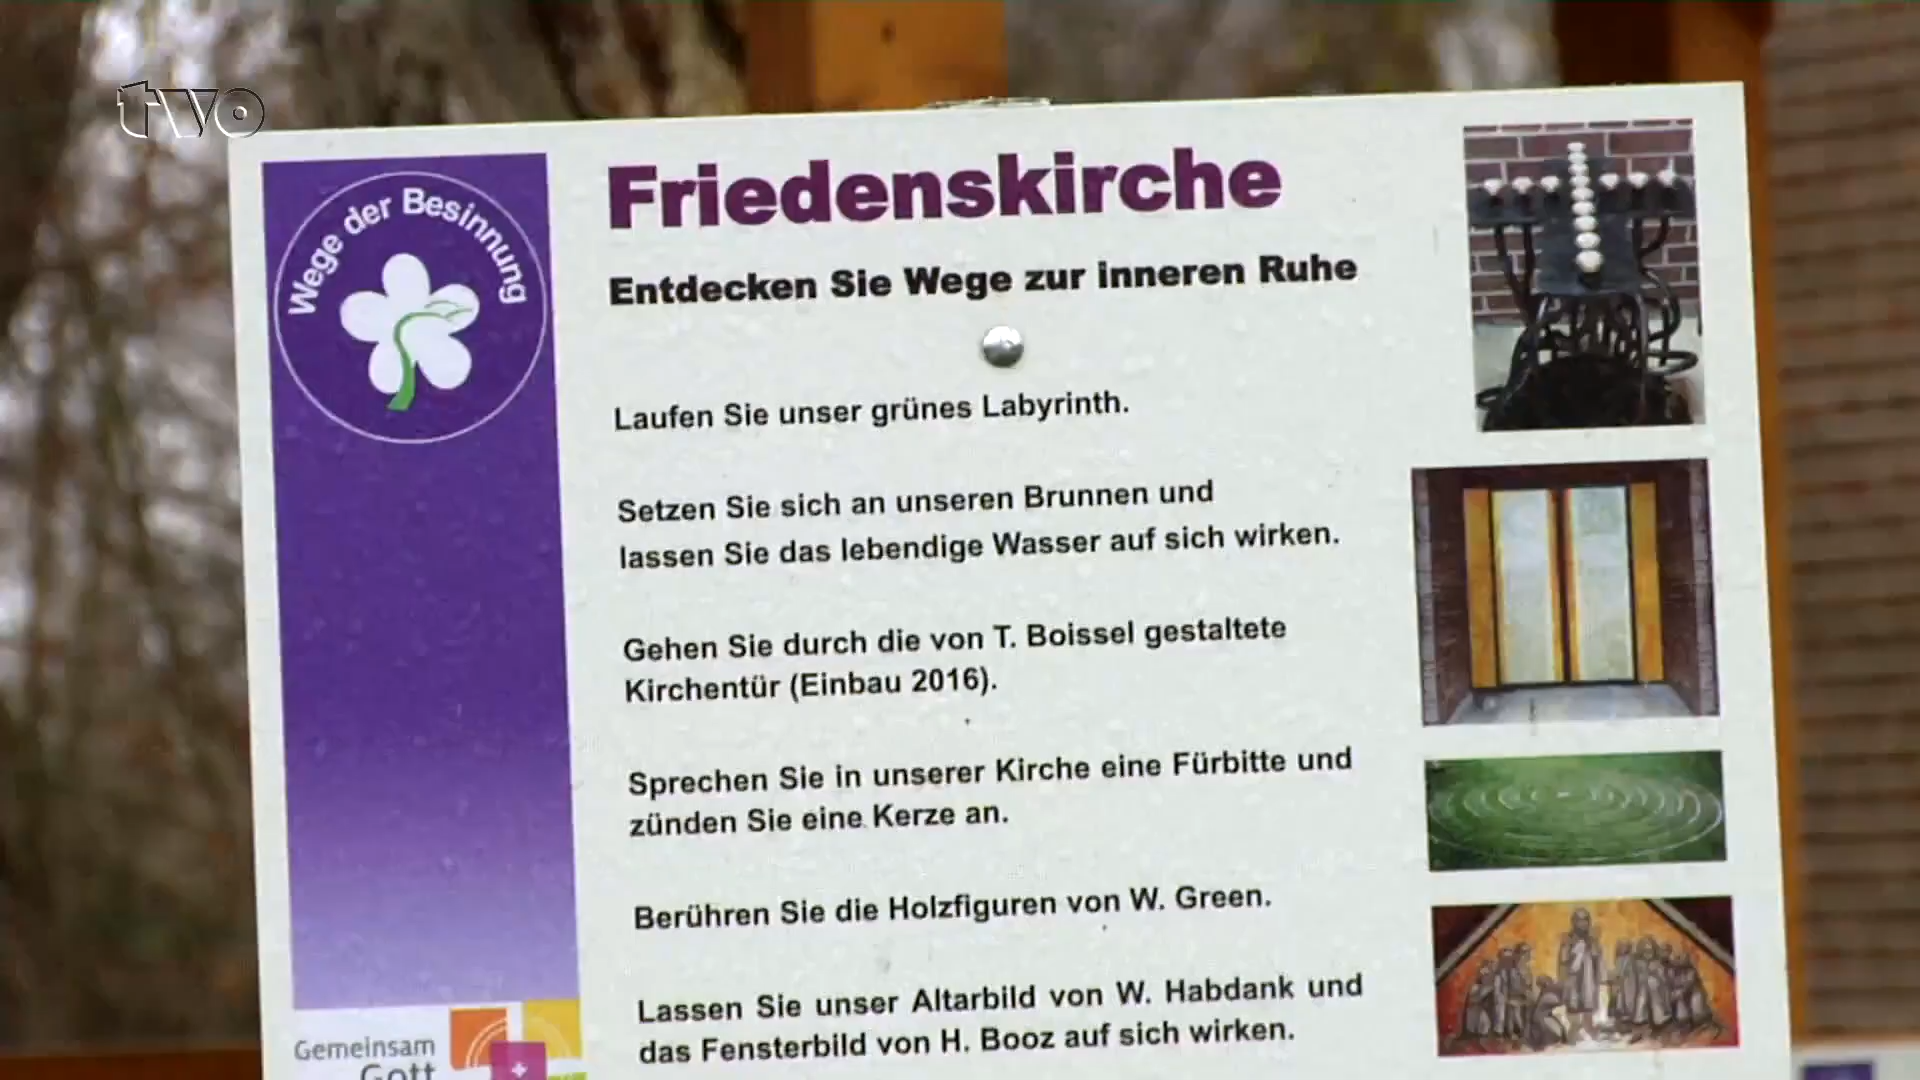 two
Wege der Besinnung
Friedenskirche
Entdecken Sie Wege zur inneren Ruhe
Laufen Sie unser grünes Labyrinth.
Setzen Sie sich an unseren Brunnen und
lassen Sie das lebendige Wasser auf sich wirken.
Gehen Sie durch die von T. Boissel gestaltete
Kirchentür (Einbau 2016).
Sprechen Sie in unserer Kirche eine Fürbitte und
zünden Sie eine Kerze an.
Berühren Sie die Holzfiguren von W. Green.
Lassen Sie unser Altarbild von W. Habdank und
das Fensterbild von H. Booz auf sich wirken.
Gemeinsam
Gott